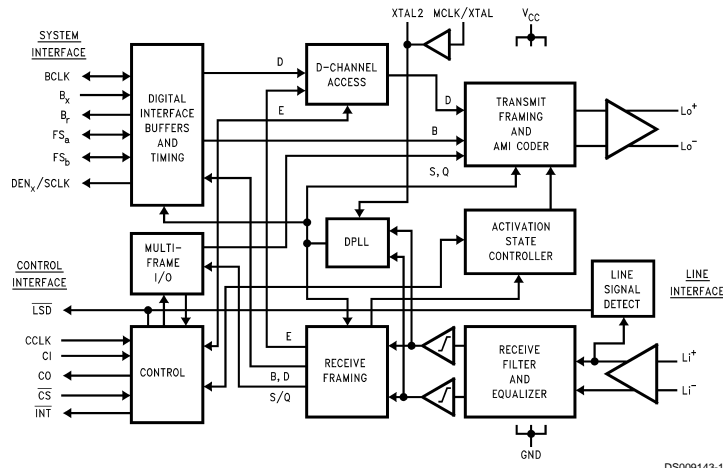 XTAL2 MCLK/XTAL
V_CC
SYSTEM
INTERFACE
BCLK
B_x
B_r
FS_a
FS_b
DEN_x/SCLK
DIGITAL
INTERFACE
BUFFERS
AND
TIMING
D
E
D-CHANNEL
ACCESS
D
B
S, Q
TRANSMIT
FRAMING
AND
AMI CODER
Lo+
Lo-
MULTI-
FRAME
I/O
DPLL
ACTIVATION
STATE
CONTROLLER
CONTROL
INTERFACE
LSD
CCLK
CI
CO
CS
INT
CONTROL
E
B, D
S/Q
RECEIVE
FRAMING
RECEIVE
FILTER
AND
EQUALIZER
LINE
SIGNAL
DETECT
LINE
INTERFACE
Li+
Li-
GND
DS009143-1